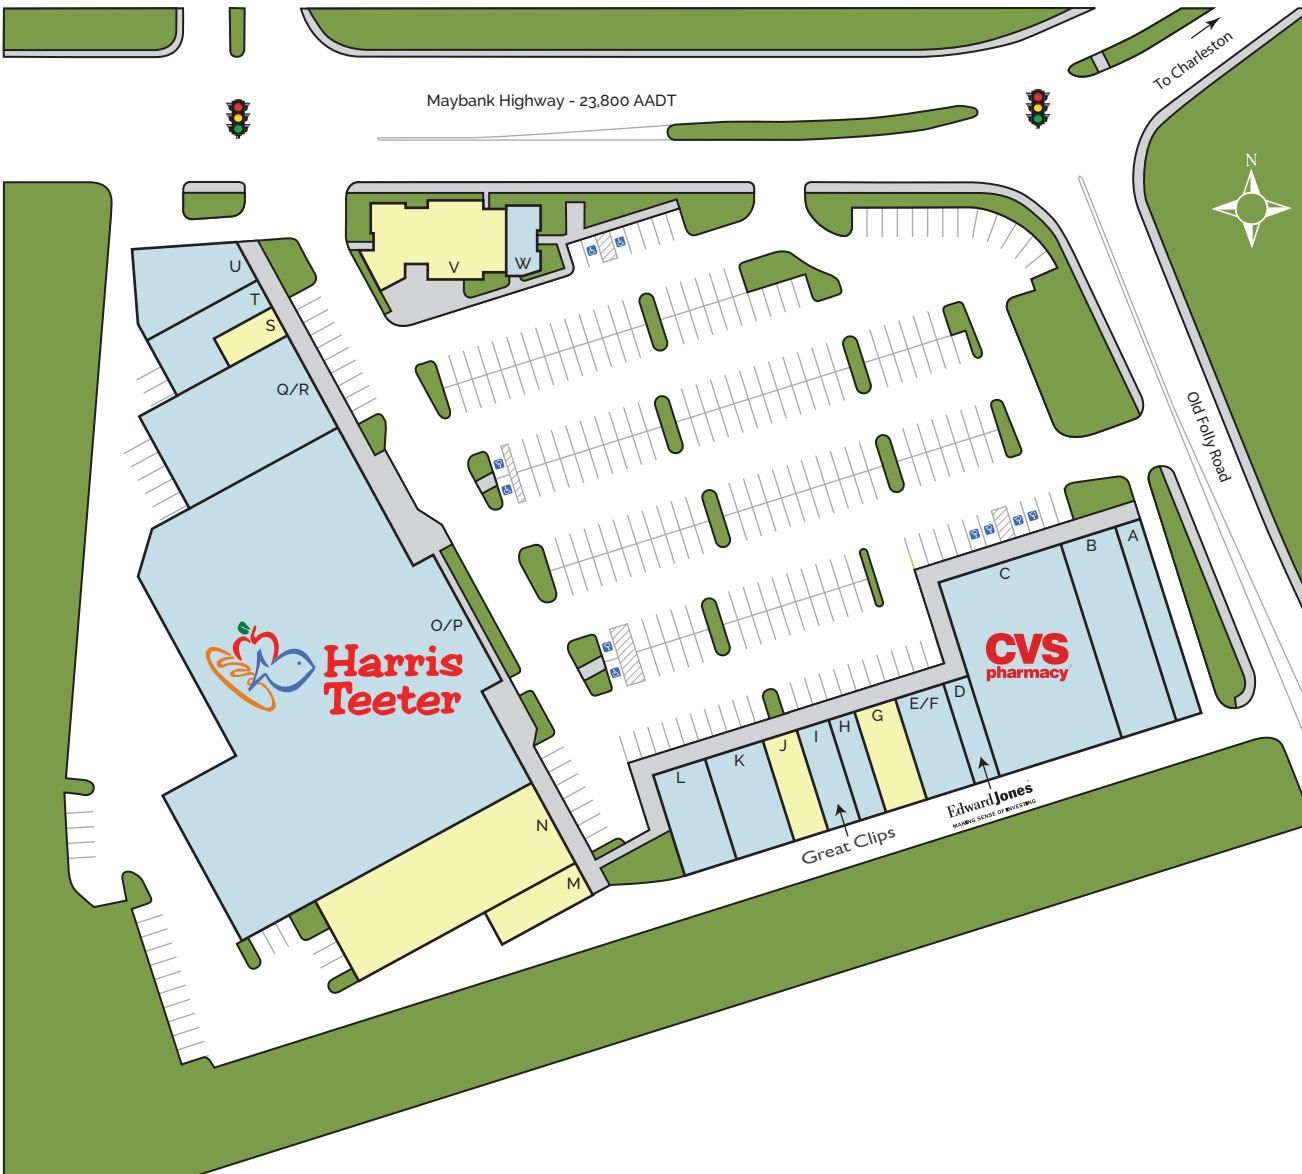 To Charleston
Maybank Highway - 23,800 AADT
N
U
V
W
T
S
Q/R
Old Folly Road
A
B
C
O/P
Harris
Teeter
CVS
pharmacy
D
E/F
G
H
I
J
K
L
Edward Jones
MAKING SENSE OF INVESTING
Great Clips
N
M